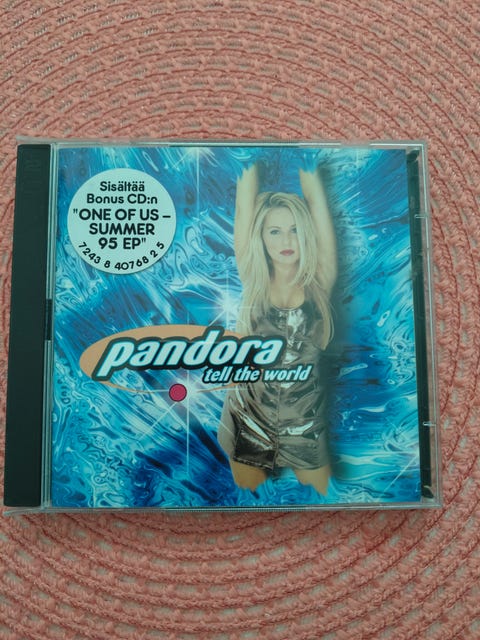 Sisältää
Bonus CD:n
"ONE OF US –
SUMMER
95 EP"
7243 8 40768 2 5
pandora
tell the world